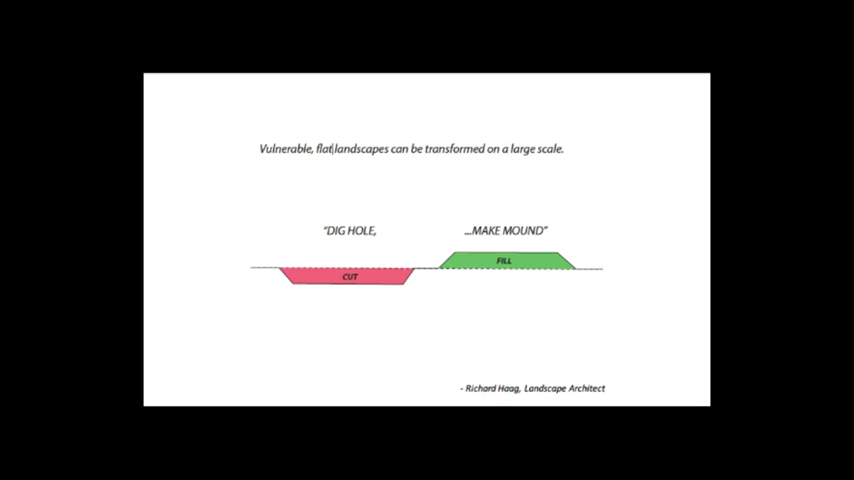 Vulnerable, flat landscapes can be transformed on a large scale.
"DIG HOLE, ...MAKE MOUND"
CUT FILL
- Richard Haag, Landscape Architect